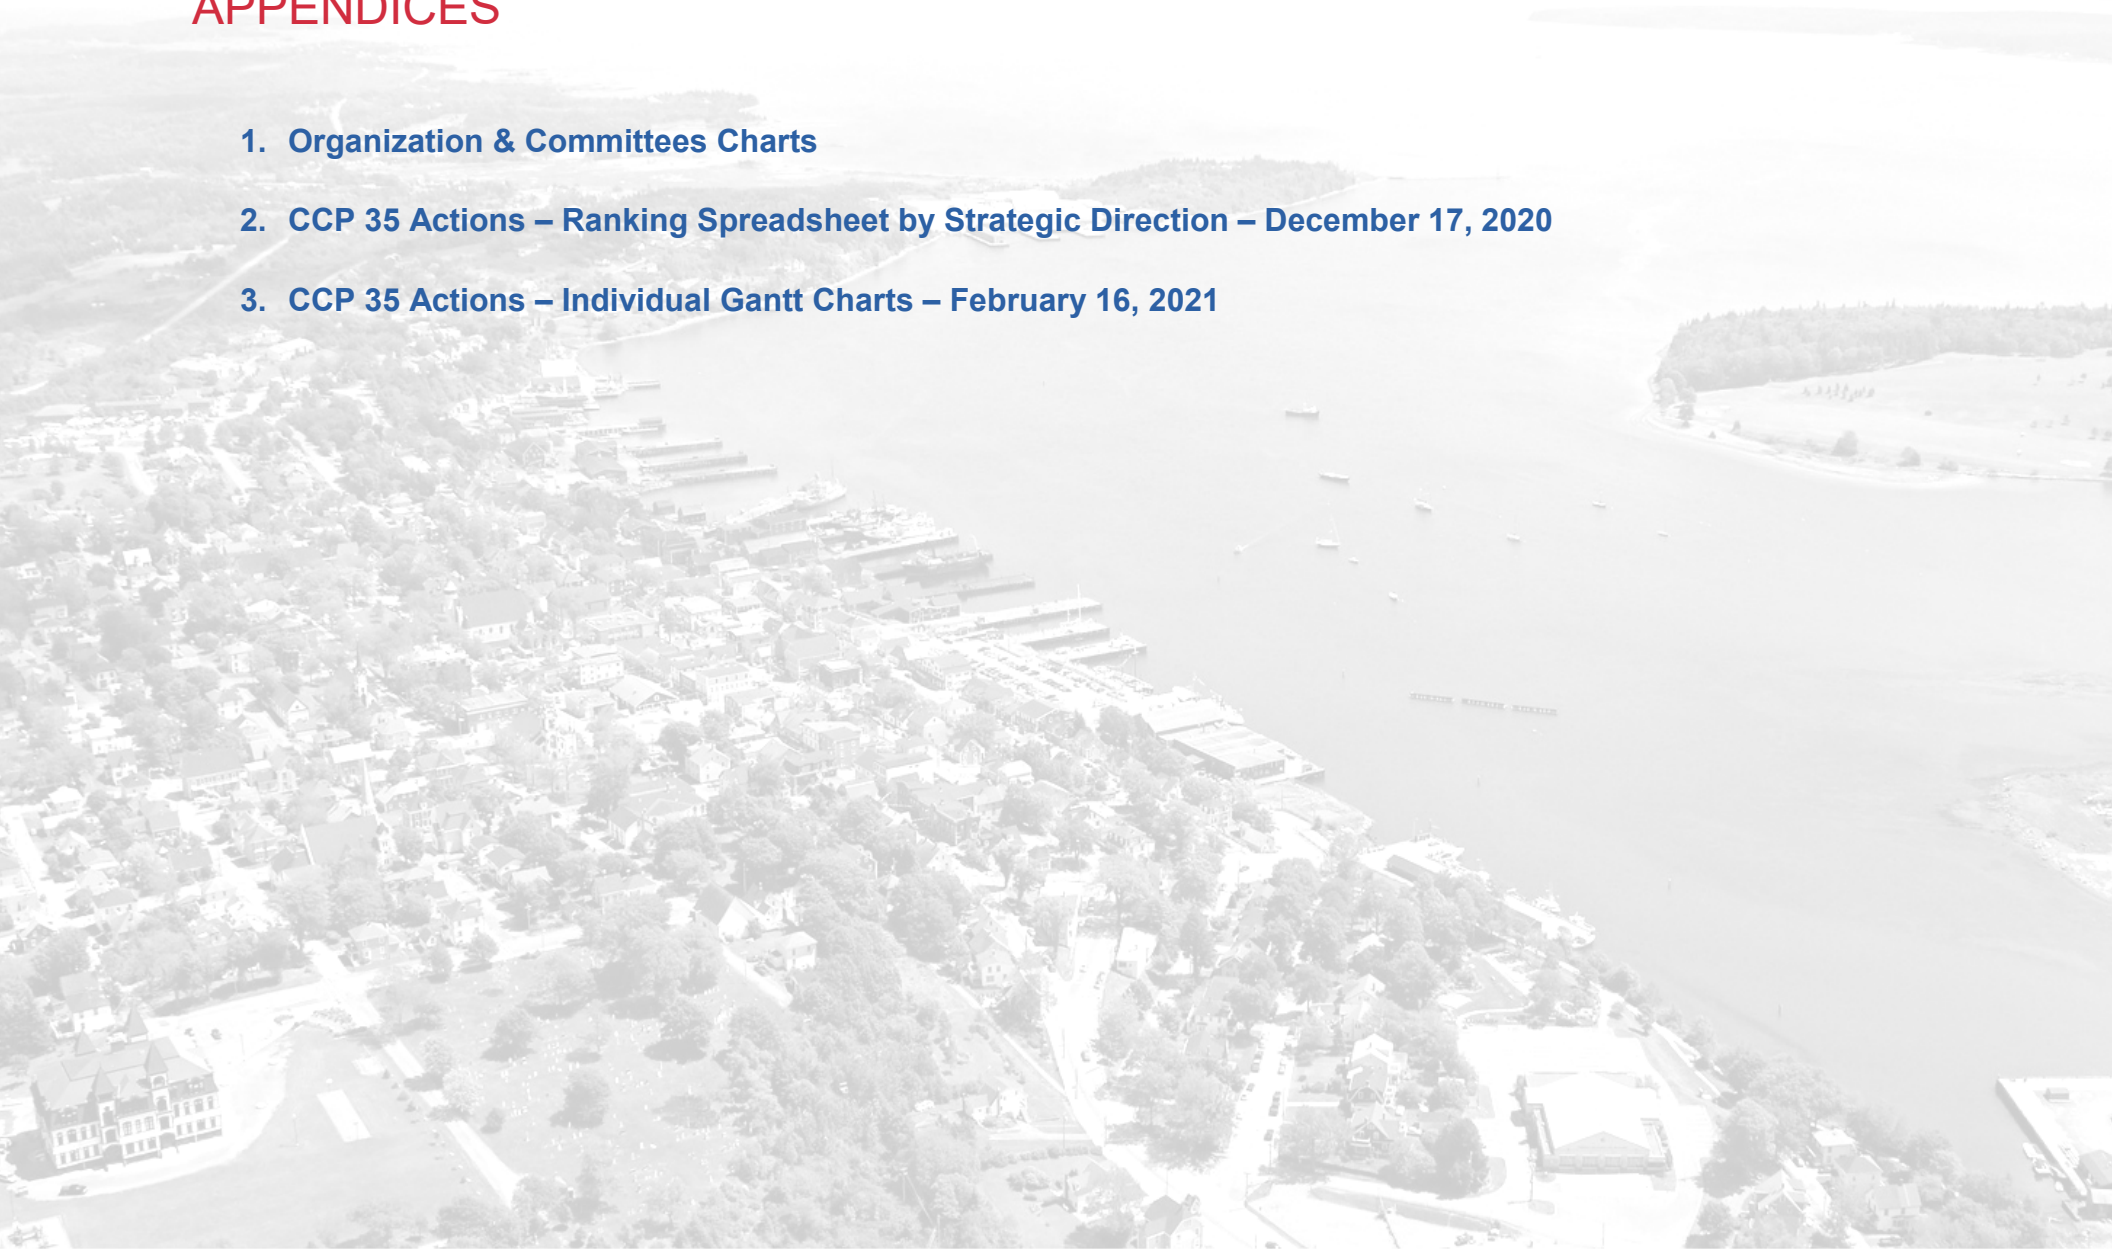 APPENDICES
1. Organization & Committees Charts
2. CCP 35 Actions – Ranking Spreadsheet by Strategic Direction – December 17, 2020
3. CCP 35 Actions – Individual Gantt Charts – February 16, 2021